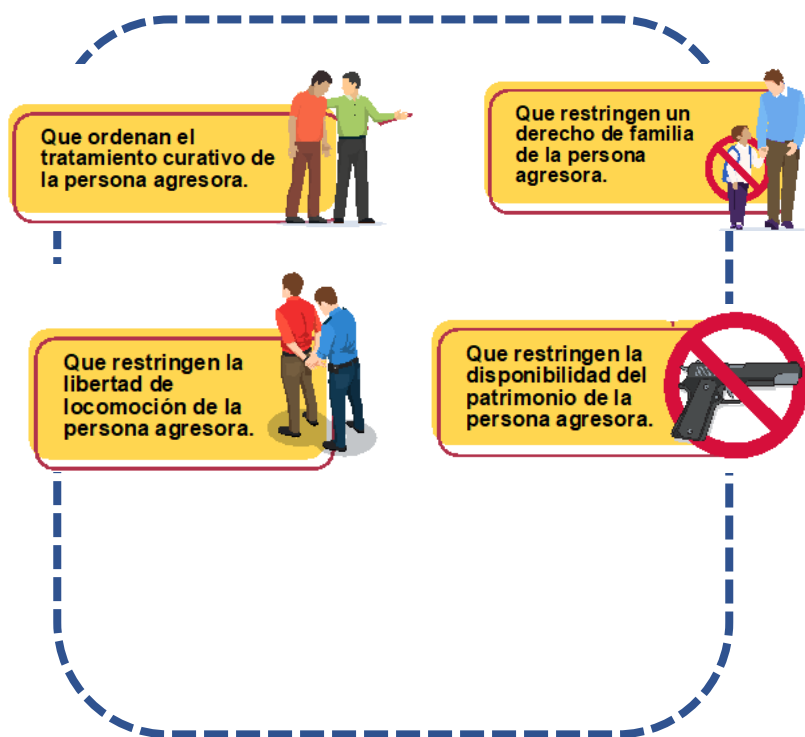 Que ordenan el
tratamiento curativo de
la persona agresora.
Que restringen un
derecho de familia
de la persona
agresora.
Que restringen la
libertad de
locomoción de la
persona agresora.
Que restringen la
disponibilidad del
patrimonio de la
persona agresora.